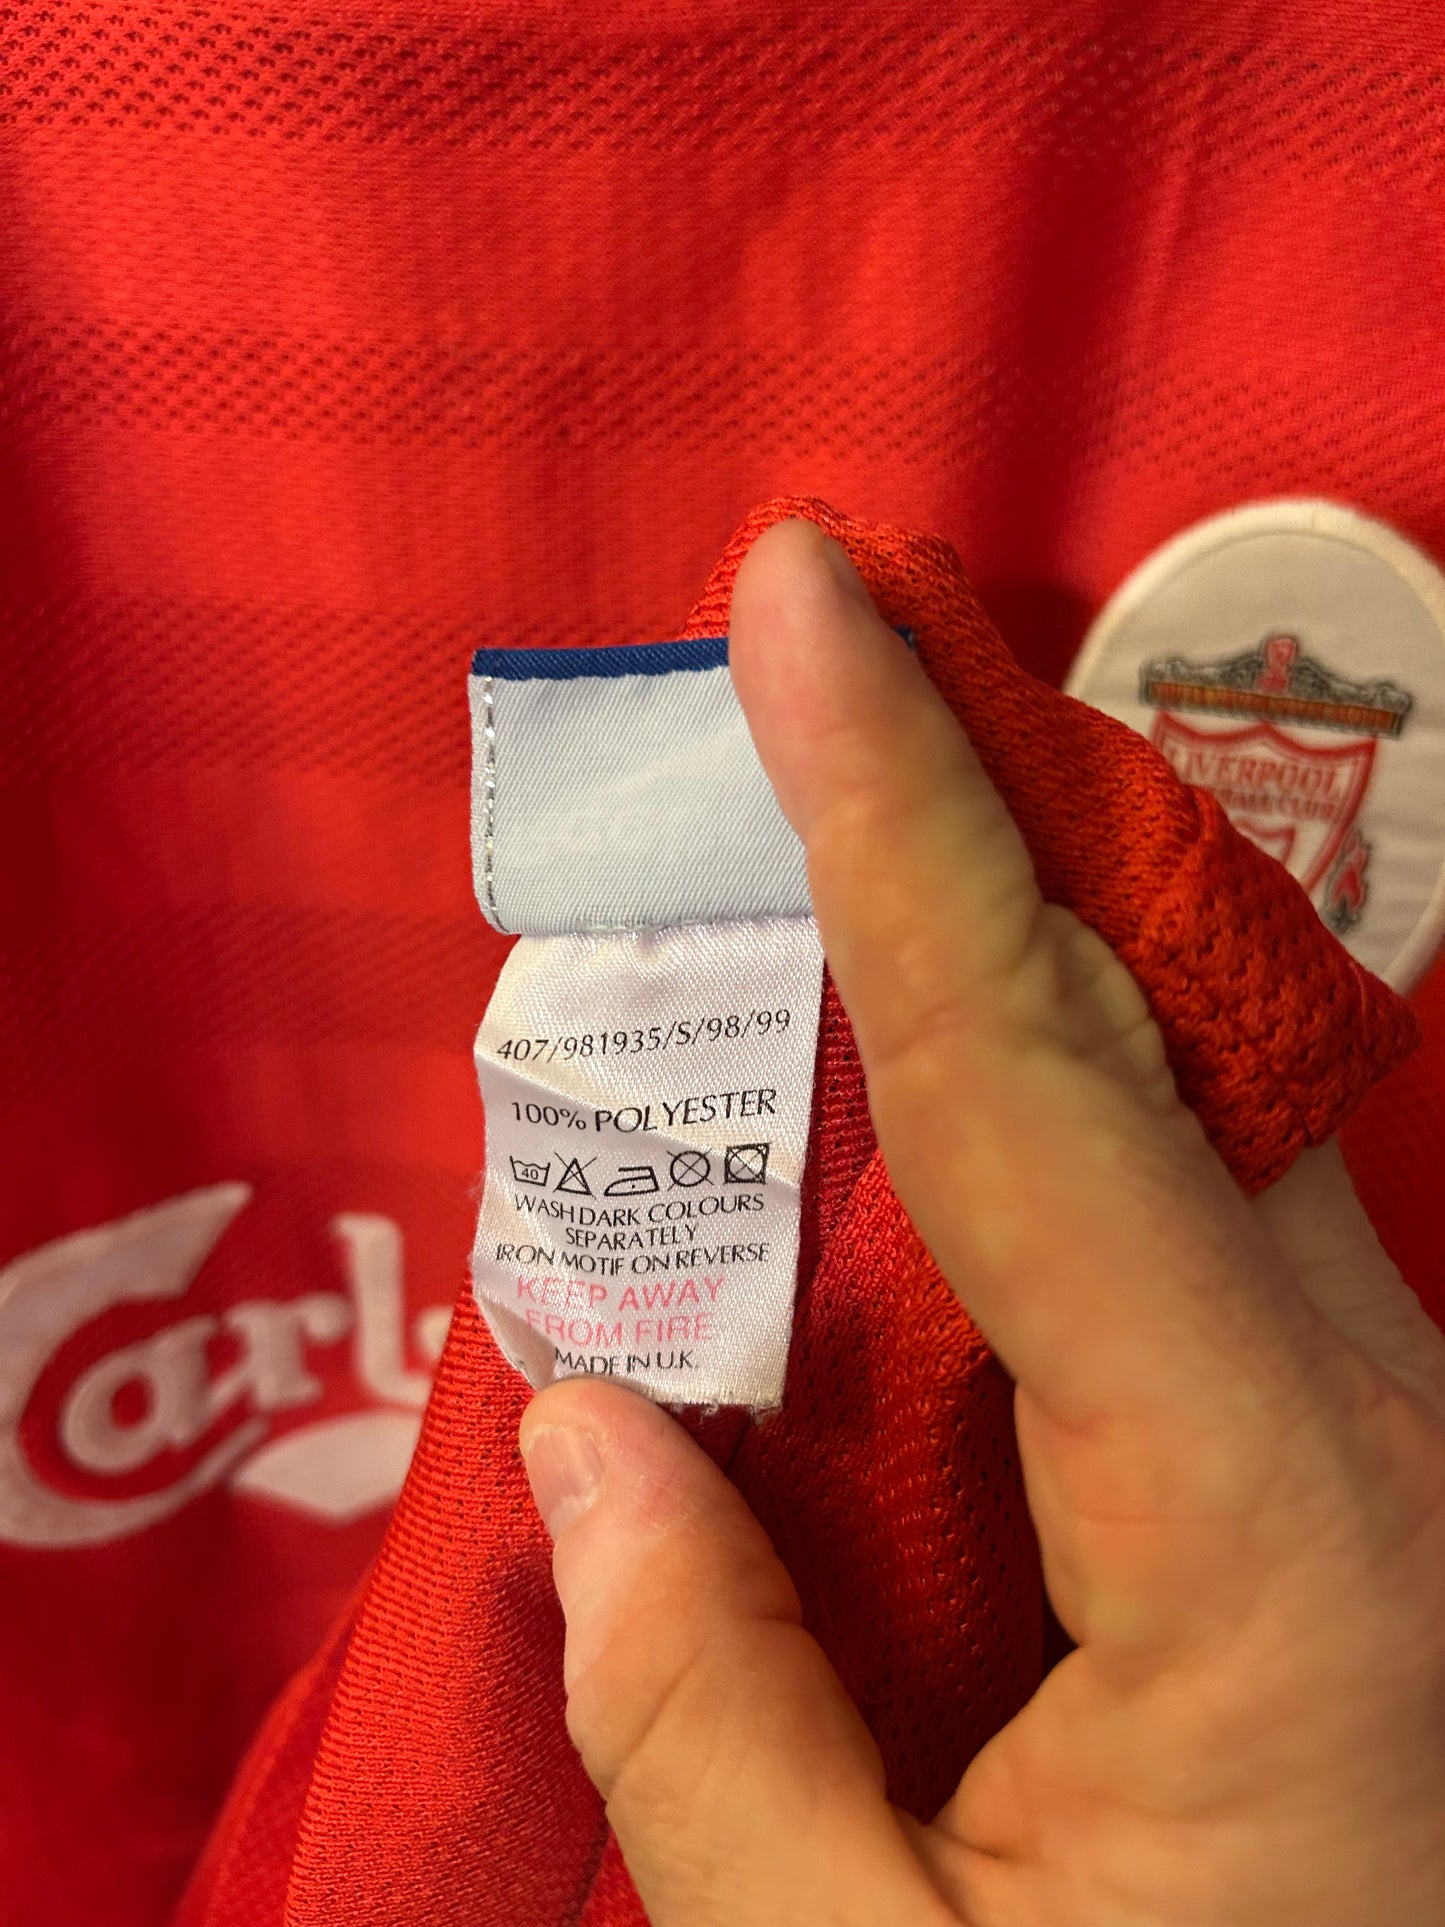 LIVERPOOL
407/981935/S/98/99
100% POLYESTER
40
WASH DARK COLOURS
SEPARATELY
IRON MOTIF ON REVERSE
KEEP AWAY
FROM FIRE
MADE IN U.K.
Carl